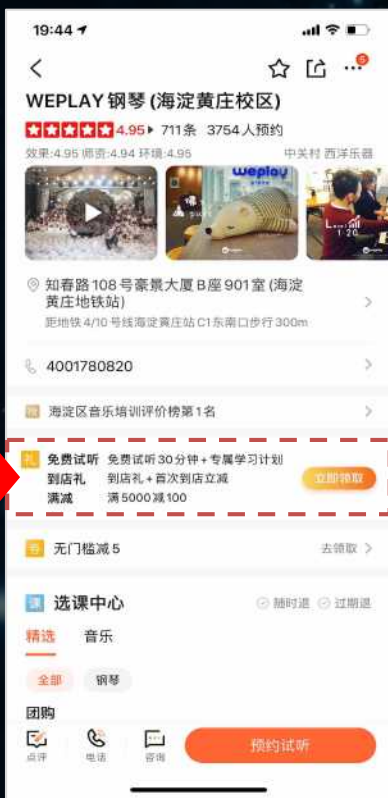 19:44
WEPLAY 钢琴 (海淀黄庄校区)
4.95 711条 3754人预约
效果:4.95 师资:4.94 环境:4.95 中关村 西洋乐器
weplay
知春路108号豪景大厦B座901室 (海淀
黄庄地铁站)
距地铁4/10号线海淀黄庄站C1东南口步行300m
4001780820
海淀区音乐培训评价榜第1名
礼 免费试听 免费试听30分钟+专属学习计划
到店礼 到店礼+首次到店立减
立即领取
满减 满5000减100
券 无门槛减5 去领取
课 选课中心 随时退 过期退
精选 音乐
全部 钢琴
团购
点评 电话 咨询 预约试听